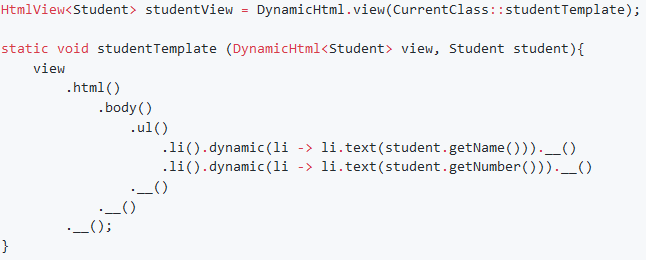 HtmlView<Student> studentView = DynamicHtml.view(CurrentClass::studentTemplate);

static void studentTemplate (DynamicHtml<Student> view, Student student){
    view
        .html()
            .body()
                .ul()
                    .li().dynamic(li -> li.text(student.getName())).__()
                    .li().dynamic(li -> li.text(student.getNumber())).__()
                .__()
            .__()
        .__();
}